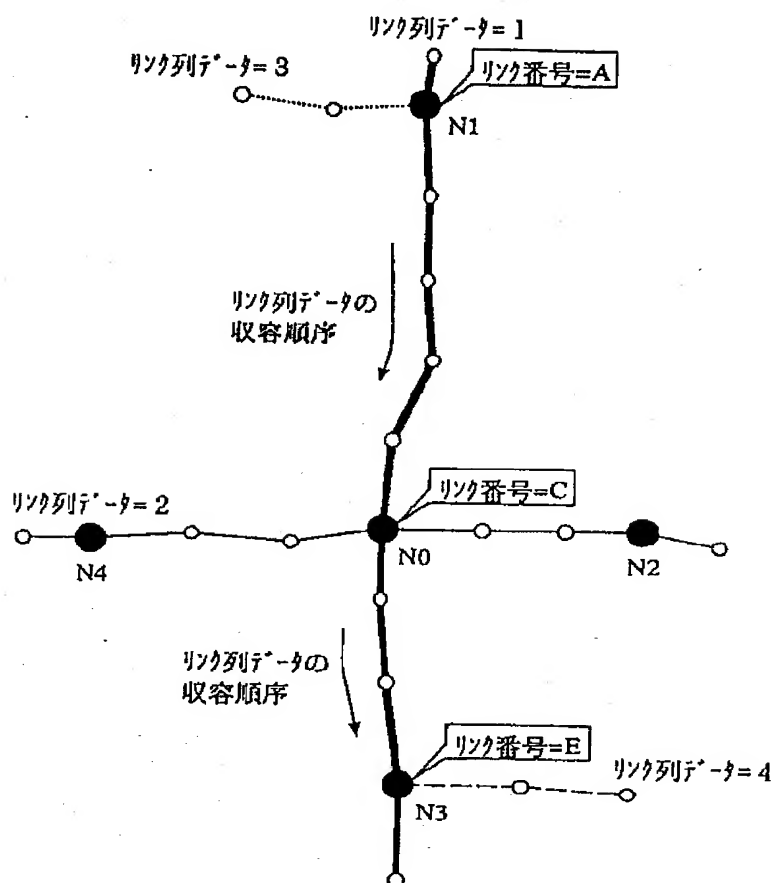 リンク列データ=1
リンク列データ=3
リンク番号=A
N1
リンク列データの
収容順序
リンク番号=C
リンク列データ=2
N4
N0
N2
リンク列データの
収容順序
リンク番号=E
リンク列データ=4
N3